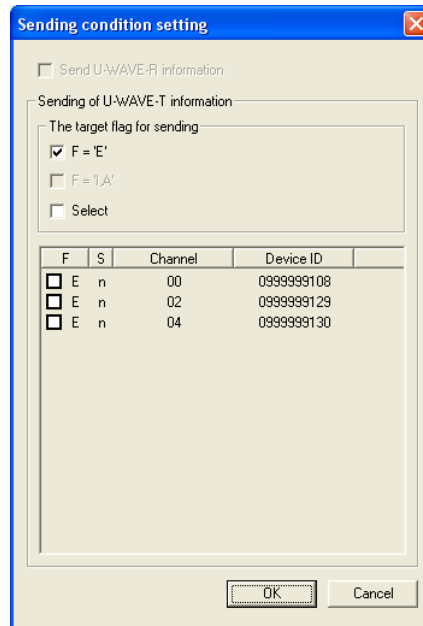 Sending condition setting
Send U-WAVE-R information
Sending of U-WAVE-T information
The target flag for sending
F = 'E'
F = 'I,A'
Select
F S Channel Device ID
E n 00 0999999108
E n 02 0999999129
E n 04 0999999130
OK Cancel